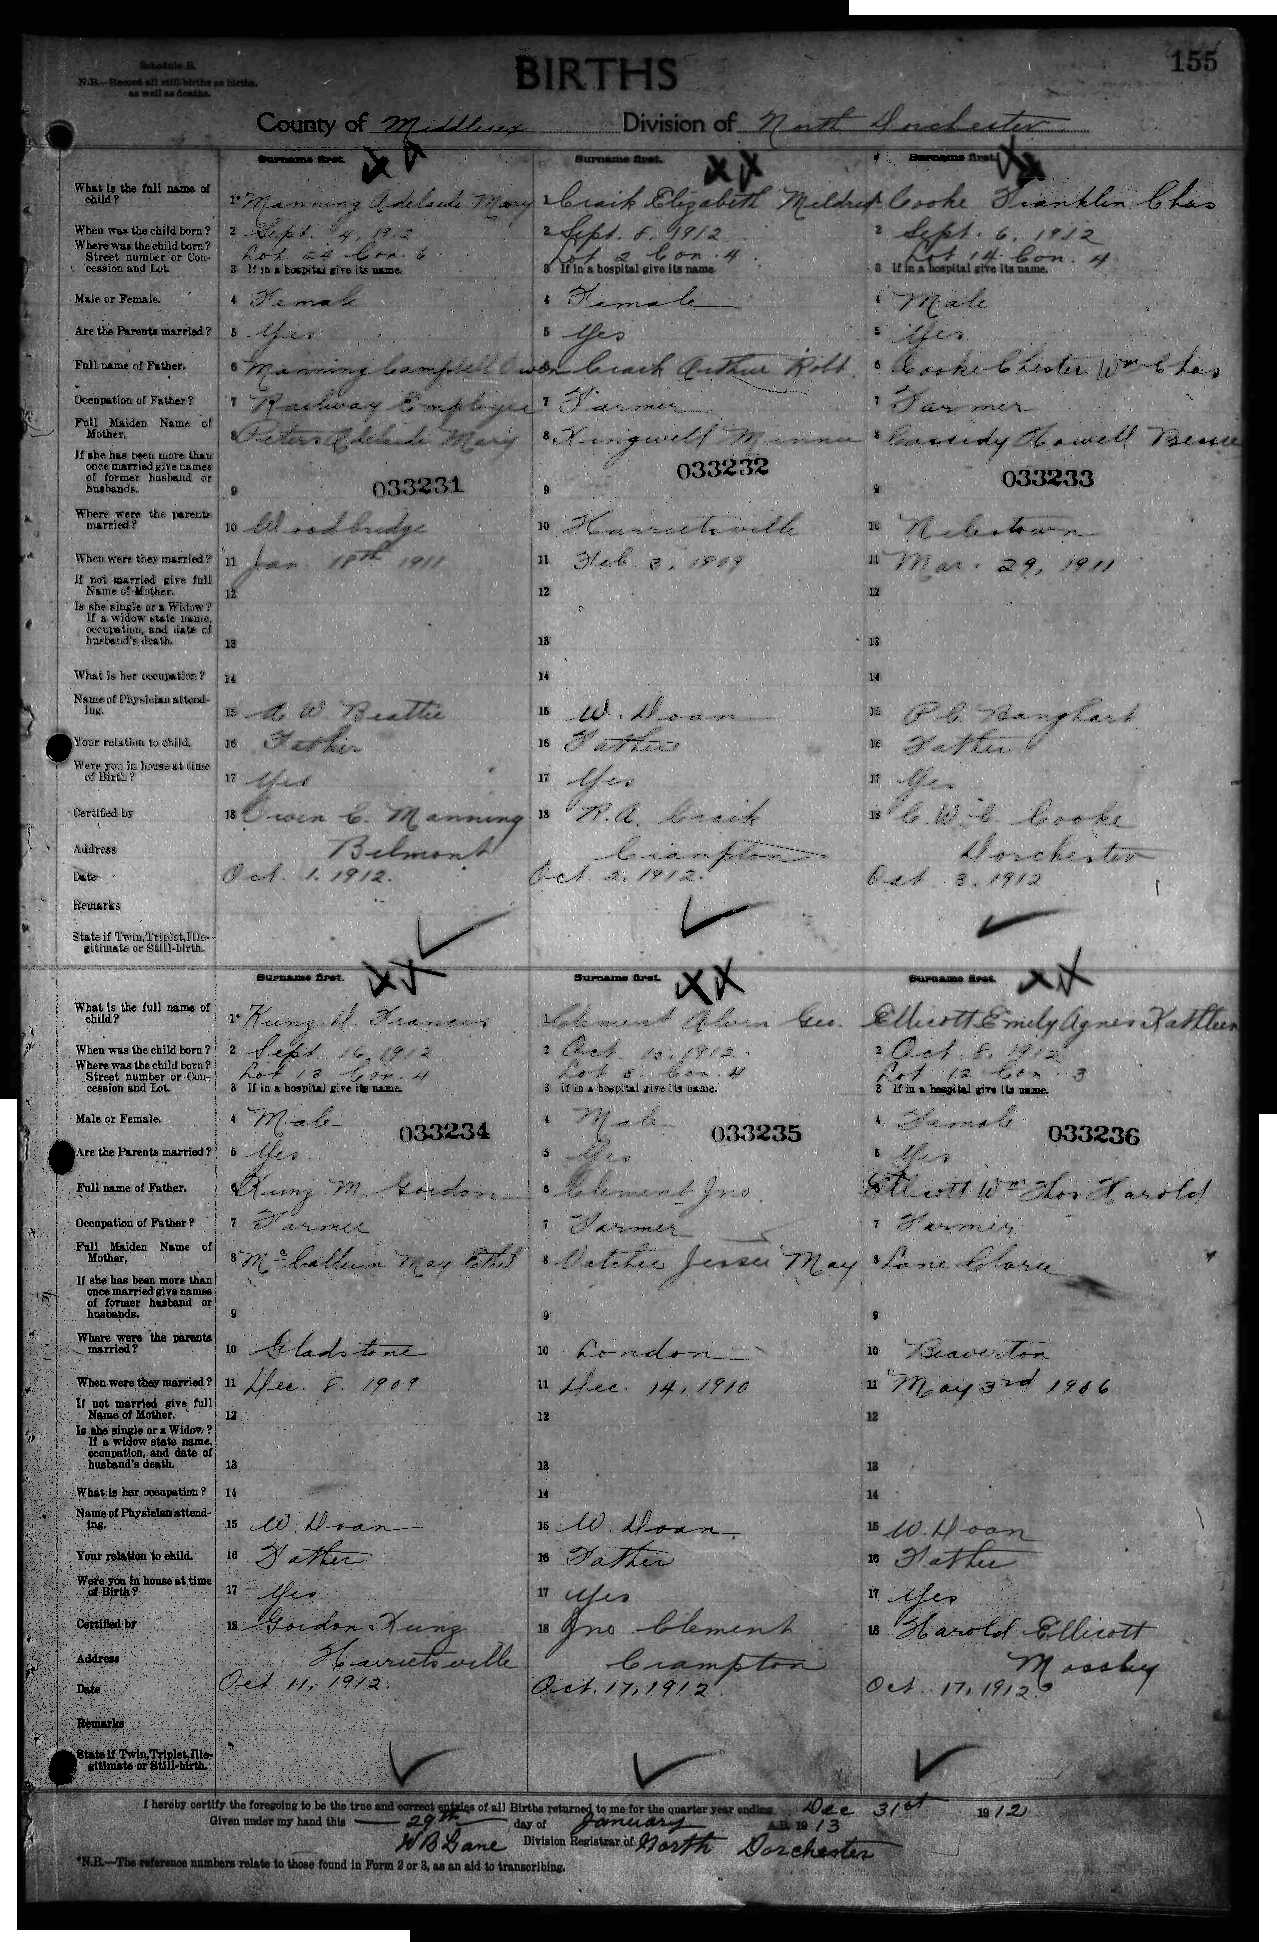 Schedule B.
155
N.B.—Record all still-births as births,
as well as deaths.
BIRTHS
County of Middlesex Division of North Dorchester
Surname first. Surname first. Surname first.
What is the full name of child? 1* Manning Adelaide Mary 1 Craik Elizabeth Mildred Cooke Franklin Chas
When was the child born? 2 Sept. 4, 1912 2 Sept. 8, 1912 2 Sept. 6, 1912
Where was the child born? Street number or Concession and Lot. Lot 24 Con. 6 Lot 2 Con. 4 Lot 14 Con. 4
3 If in a hospital give its name. 3 If in a hospital give its name. 3 If in a hospital give its name.
Male or Female. 4 Female 4 Female 4 Male
Are the Parents married? 5 Yes 5 Yes 5 Yes
Full name of Father. 6 Manning Campbell Owen Craik Arthur Robt. 6 Cooke Chester Wm Chas
Occupation of Father? 7 Railway Employee 7 Farmer 7 Farmer
Full Maiden Name of Mother. 8 Peters Adelaide Mary 8 Kingwell Minnie 8 Cassidy Howell Bessie
If she has been more than once married give names of former husband or husbands. 9 033231 9 033232 9 033233
Where were the parents married? 10 Woodbridge 10 Harrietsville 10 Nilestown
When were they married? 11 Jan 18th 1911 11 Feb. 3, 1909 11 Mar. 29, 1911
If not married give full Name of Mother. 12 12 12
Is she single or a Widow? If a widow state name, occupation, and date of husband's death. 13 13 13
What is her occupation? 14 14 14
Name of Physician attending. 15 A W. Beattie 15 W. Doan 15 P C. Banghart
Your relation to child. 16 Father 16 Father 16 Father
Were you in house at time of Birth? 17 Yes 17 Yes 17 Yes
Certified by 18 Owen C. Manning 18 R. A. Craik 18 C. W. C. Cooke
Address Belmont Crampton Dorchester
Date Oct. 1. 1912. Oct 2. 1912. Oct 3. 1912
Remarks
State if Twin, Triplet, Ille-
gitimate or Still-birth.
Surname first. Surname first. Surname first.
What is the full name of child? 1* Kunz D. Francis Clement Alvin Geo. Ellicott Emily Agnes Kathleen
When was the child born? 2 Sept. 16, 1912 2 Oct. 10, 1912 2 Oct. 8, 1912
Where was the child born? Street number or Concession and Lot. Lot 13 Con. 4 Lot 5 Con. 4 Lot 12 Con. 3
3 If in a hospital give its name. 3 If in a hospital give its name. 3 If in a hospital give its name.
Male or Female. 4 Male 4 Male 4 Female
033234 033235 033236
Are the Parents married? 5 Yes 5 Yes 5 Yes
Full name of Father. 6 Kunz M. Gordon 6 Clement Jno. Ellicott Wm Thos Harold
Occupation of Father? 7 Farmer 7 Farmer 7 Farmer
Full Maiden Name of Mother. 8 McCallum May Ethel 8 Vatcher Jessie May 8 Lane Clara
If she has been more than once married give names of former husband or husbands. 9 9 9
Where were the parents married? 10 Gladstone 10 London 10 Beaverton
When were they married? 11 Dec. 8. 1909 11 Dec. 14, 1910 11 May 3rd 1906
If not married give full Name of Mother. 12 12 12
Is she single or a Widow? If a widow state name, occupation, and date of husband's death. 13 13 13
What is her occupation? 14 14 14
Name of Physician attending. 15 W. Doan 15 W. Doan 15 W. Doan
Your relation to child. 16 Father 16 Father 16 Father
Were you in house at time of Birth? 17 Yes 17 Yes 17 Yes
Certified by 18 Gordon Kunz 18 Jno Clement 18 Harold Ellicott
Address Harrietsville Crampton Mossley
Date Oct. 11, 1912. Oct. 17, 1912 Oct. 17, 1912.
Remarks
State if Twin, Triplet, Ille-
gitimate or Still-birth.
I hereby certify the foregoing to be the true and correct entries of all Births returned to me for the quarter year ending Dec 31st 1912
Given under my hand this 29th day of January A.D. 1913
W B Lane Division Registrar of North Dorchester
*N.B.—The reference numbers relate to those found in Form 2 or 3, as an aid to transcribing.